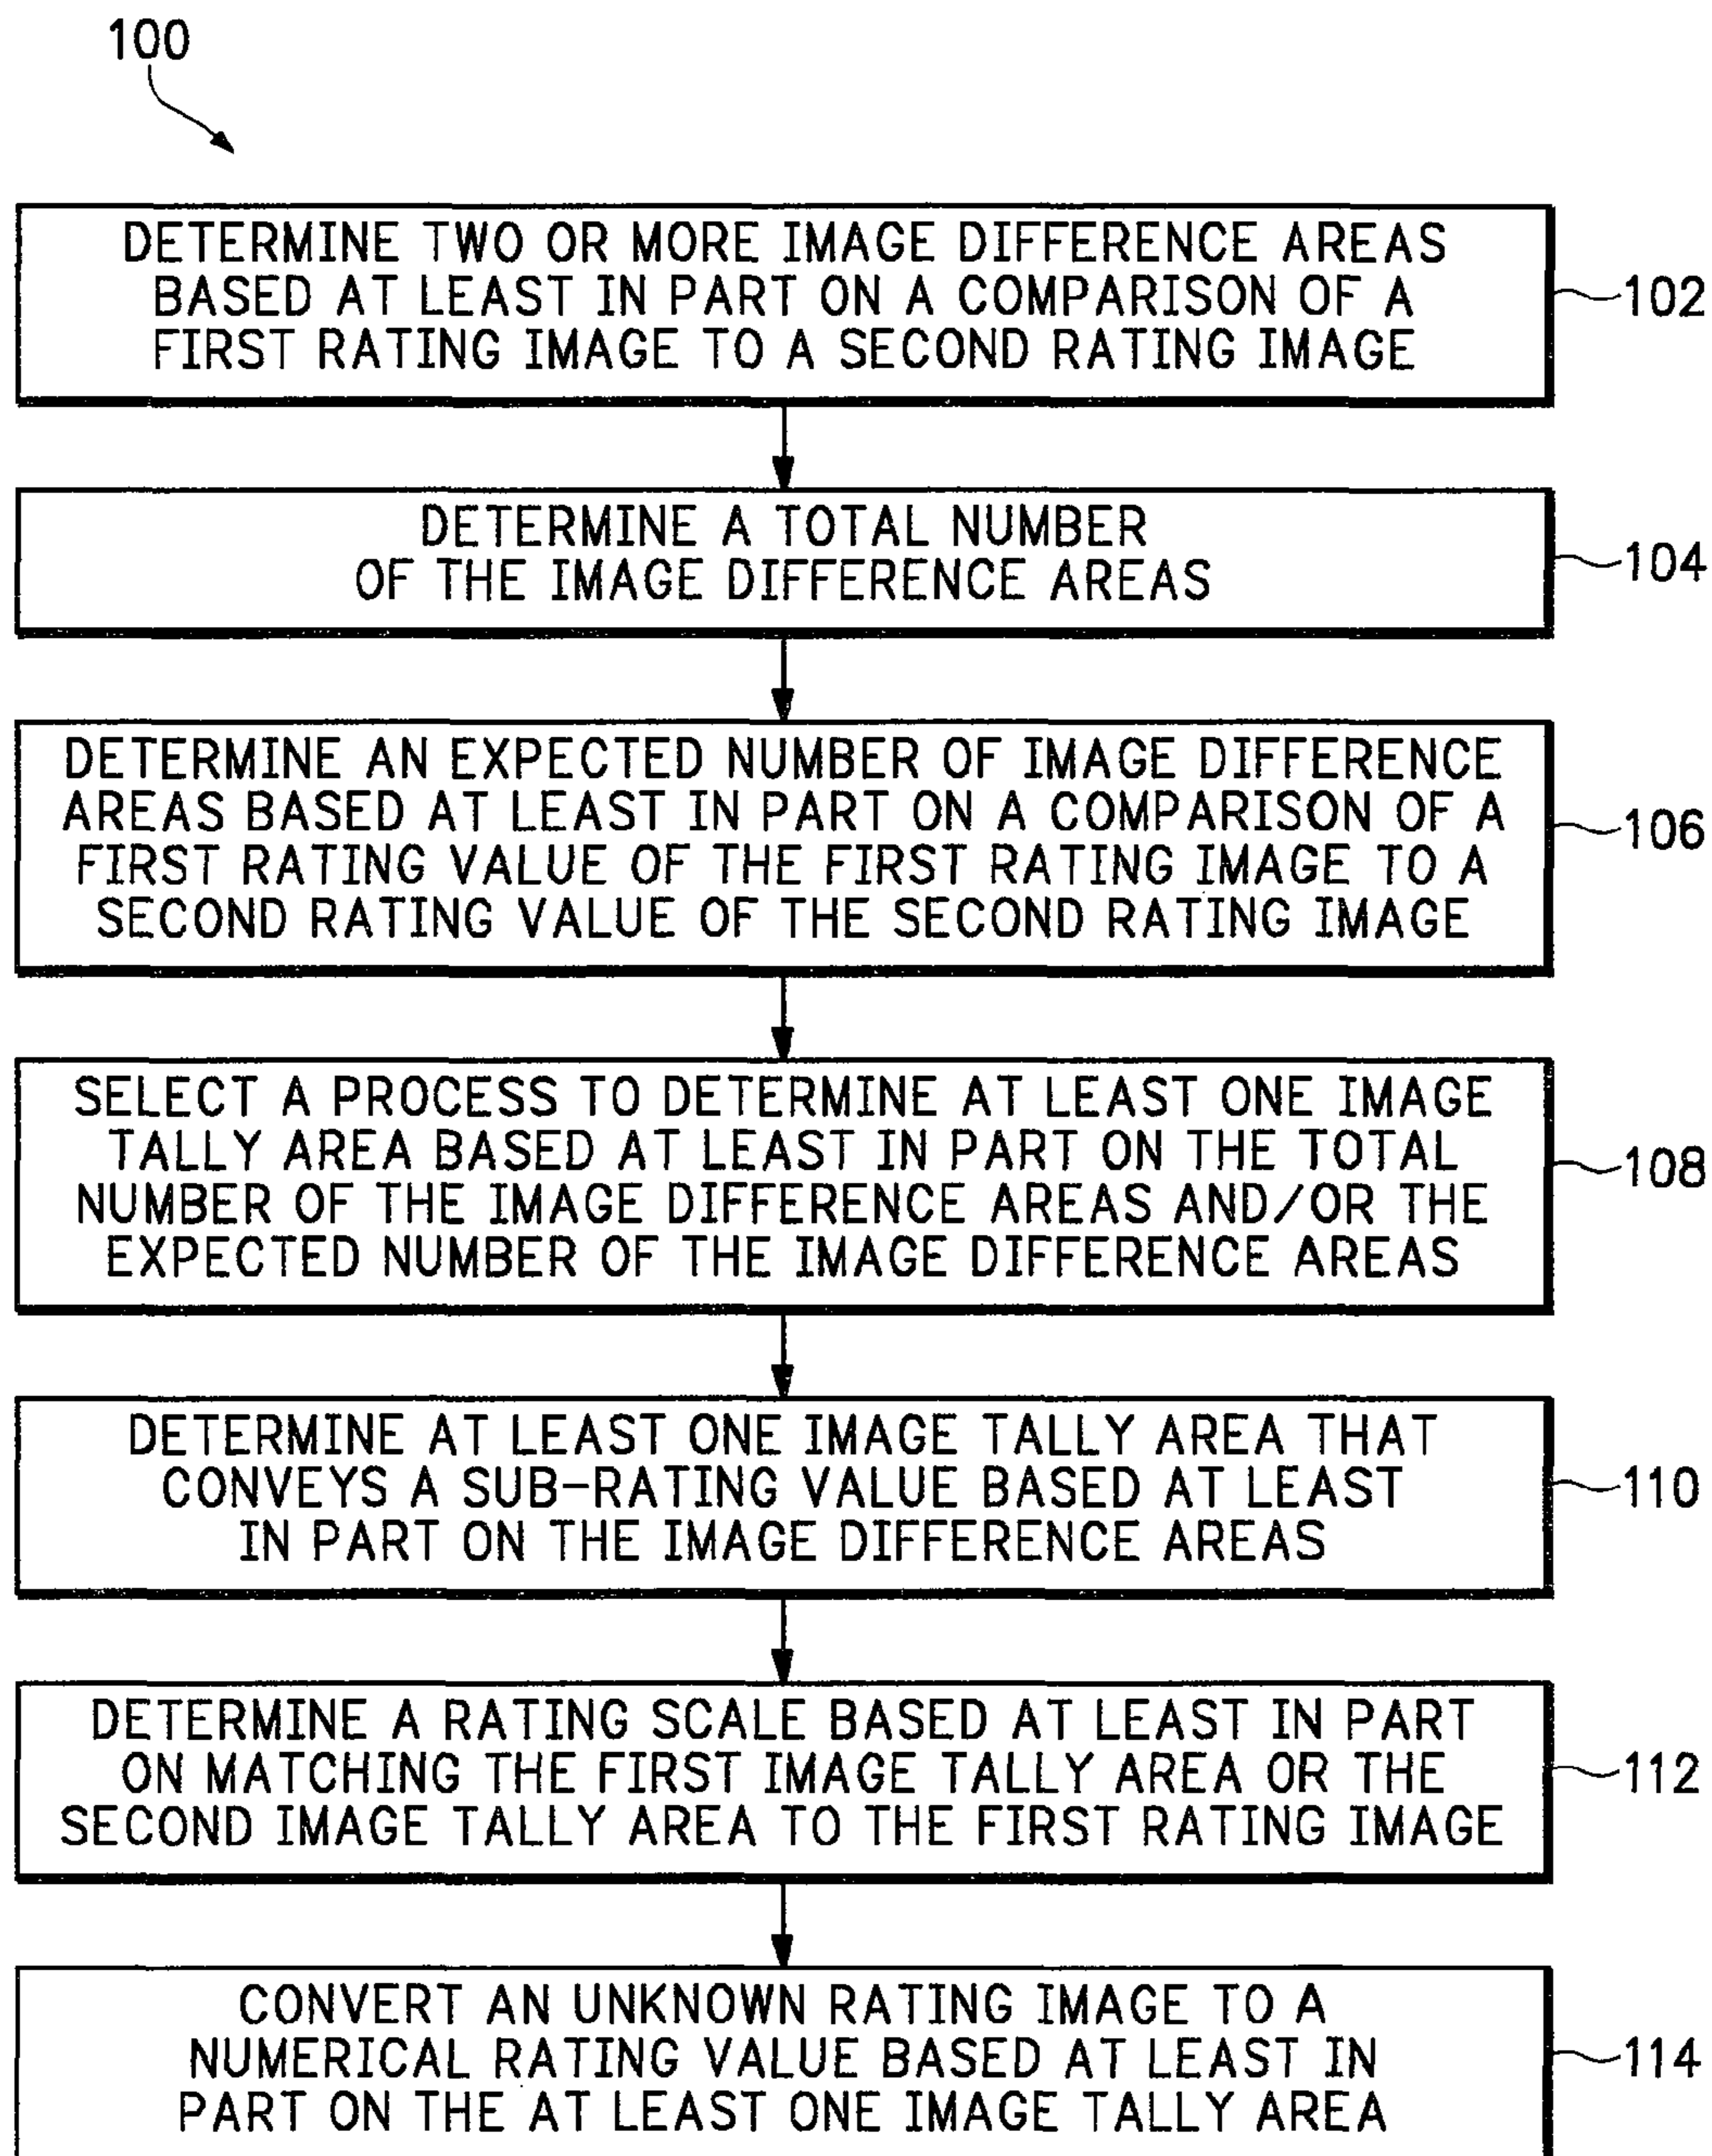 100
DETERMINE TWO OR MORE IMAGE DIFFERENCE AREAS
BASED AT LEAST IN PART ON A COMPARISON OF A
FIRST RATING IMAGE TO A SECOND RATING IMAGE
102
DETERMINE A TOTAL NUMBER
OF THE IMAGE DIFFERENCE AREAS
104
DETERMINE AN EXPECTED NUMBER OF IMAGE DIFFERENCE
AREAS BASED AT LEAST IN PART ON A COMPARISON OF A
FIRST RATING VALUE OF THE FIRST RATING IMAGE TO A
SECOND RATING VALUE OF THE SECOND RATING IMAGE
106
SELECT A PROCESS TO DETERMINE AT LEAST ONE IMAGE
TALLY AREA BASED AT LEAST IN PART ON THE TOTAL
NUMBER OF THE IMAGE DIFFERENCE AREAS AND/OR THE
EXPECTED NUMBER OF THE IMAGE DIFFERENCE AREAS
108
DETERMINE AT LEAST ONE IMAGE TALLY AREA THAT
CONVEYS A SUB-RATING VALUE BASED AT LEAST
IN PART ON THE IMAGE DIFFERENCE AREAS
110
DETERMINE A RATING SCALE BASED AT LEAST IN PART
ON MATCHING THE FIRST IMAGE TALLY AREA OR THE
SECOND IMAGE TALLY AREA TO THE FIRST RATING IMAGE
112
CONVERT AN UNKNOWN RATING IMAGE TO A
NUMERICAL RATING VALUE BASED AT LEAST IN
PART ON THE AT LEAST ONE IMAGE TALLY AREA
114